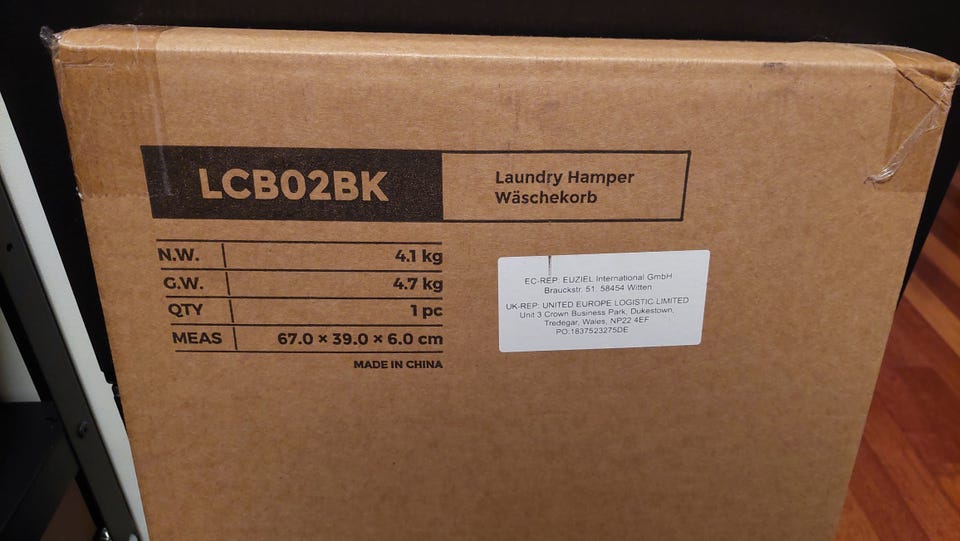 LCB02BK
Laundry Hamper
Wäschekorb
N.W. 4.1 kg
G.W. 4.7 kg
QTY 1 pc
MEAS 67.0 × 39.0 × 6.0 cm
MADE IN CHINA
EC-REP EUZIEL International GmbH
Brauckstr. 51, 58454 Witten
UK-REP: UNITED EUROPE LOGISTIC LIMITED
Unit 3 Crown Business Park, Dukestown,
Tredegar, Wales, NP22 4EF
PO:1837523275DE